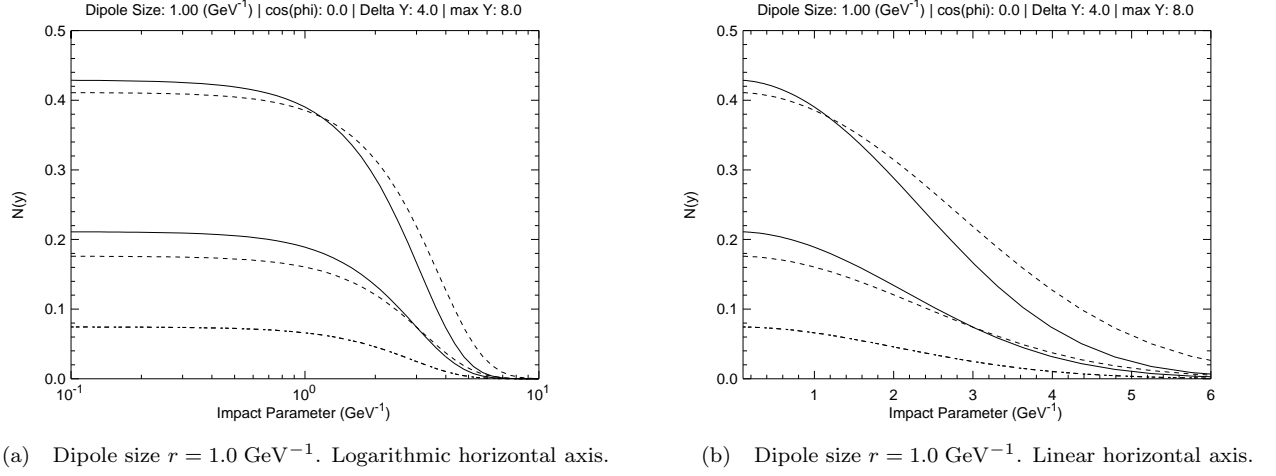 Dipole Size: 1.00 (GeV⁻¹) | cos(phi): 0.0 | Delta Y: 4.0 | max Y: 8.0
0.5
0.4
0.3
0.2
0.1
0.0
N(y)
10⁻¹ 10⁰ 10¹
Impact Parameter (GeV⁻¹)
(a) Dipole size r = 1.0 GeV⁻¹. Logarithmic horizontal axis.
Dipole Size: 1.00 (GeV⁻¹) | cos(phi): 0.0 | Delta Y: 4.0 | max Y: 8.0
0.5
0.4
0.3
0.2
0.1
0.0
N(y)
1 2 3 4 5 6
Impact Parameter (GeV⁻¹)
(b) Dipole size r = 1.0 GeV⁻¹. Linear horizontal axis.